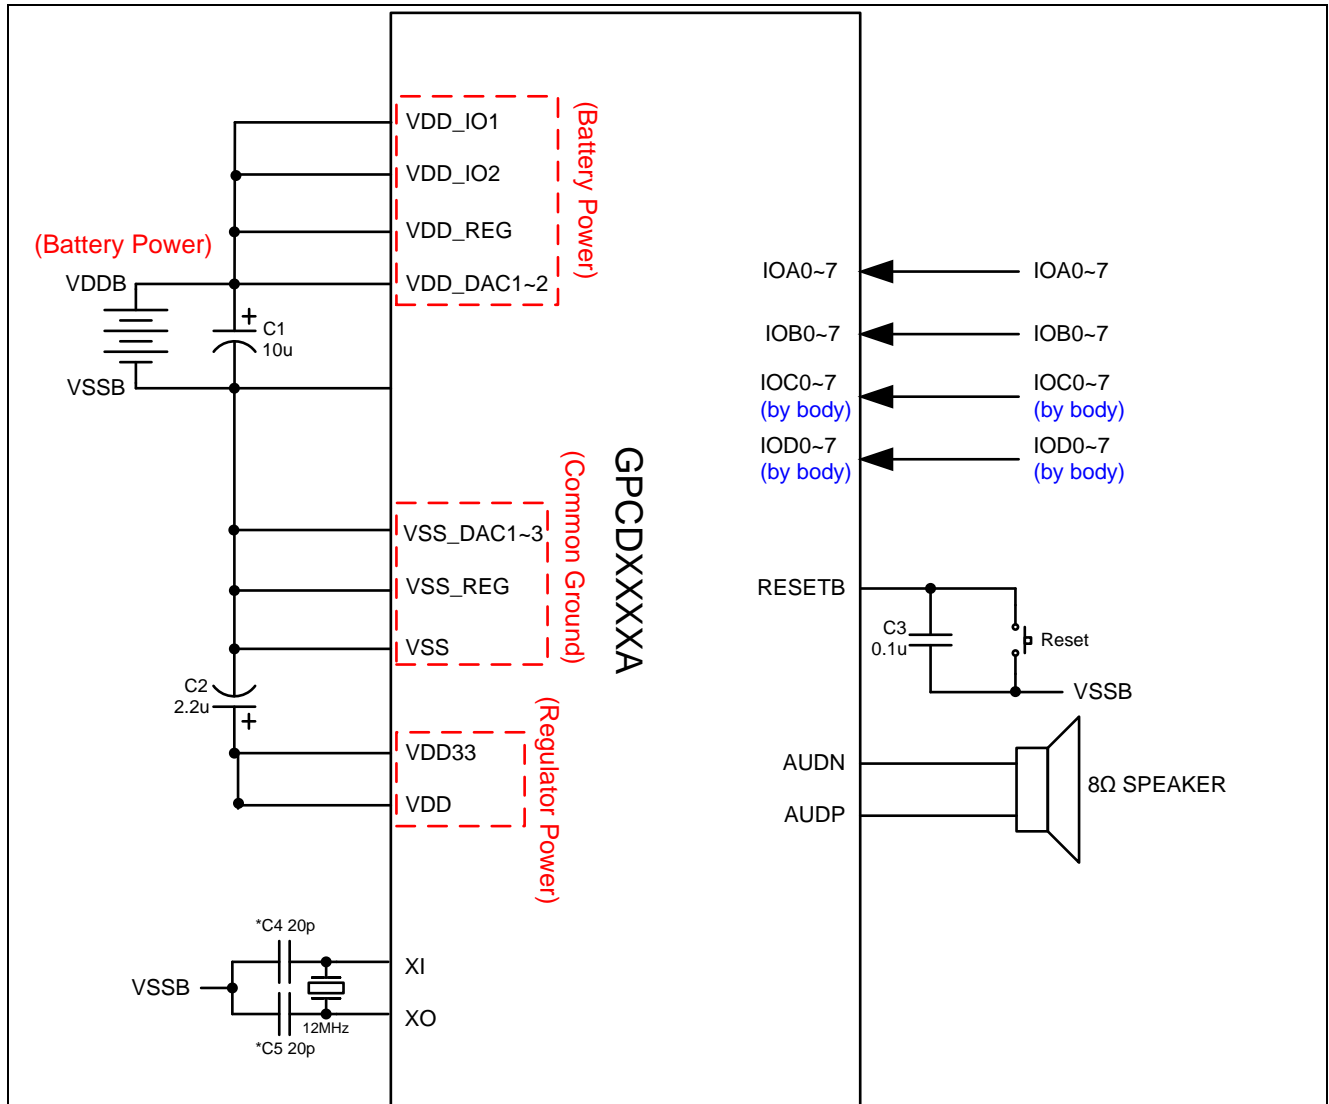 (Battery Power)
VDDB
VSSB
+
C1
10u
VDD_IO1
VDD_IO2
VDD_REG
VDD_DAC1~2
(Battery Power)
VSS_DAC1~3
VSS_REG
VSS
(Common Ground)
C2
2.2u
+
VDD33
VDD
(Regulator Power)
*C4 20p
VSSB
12MHz
*C5 20p
XI
XO
GPCDXXXXA
IOA0~7
IOA0~7
IOB0~7
IOB0~7
IOC0~7
(by body)
IOC0~7
(by body)
IOD0~7
(by body)
IOD0~7
(by body)
RESETB
C3
0.1u
Reset
VSSB
AUDN
AUDP
8Ω SPEAKER